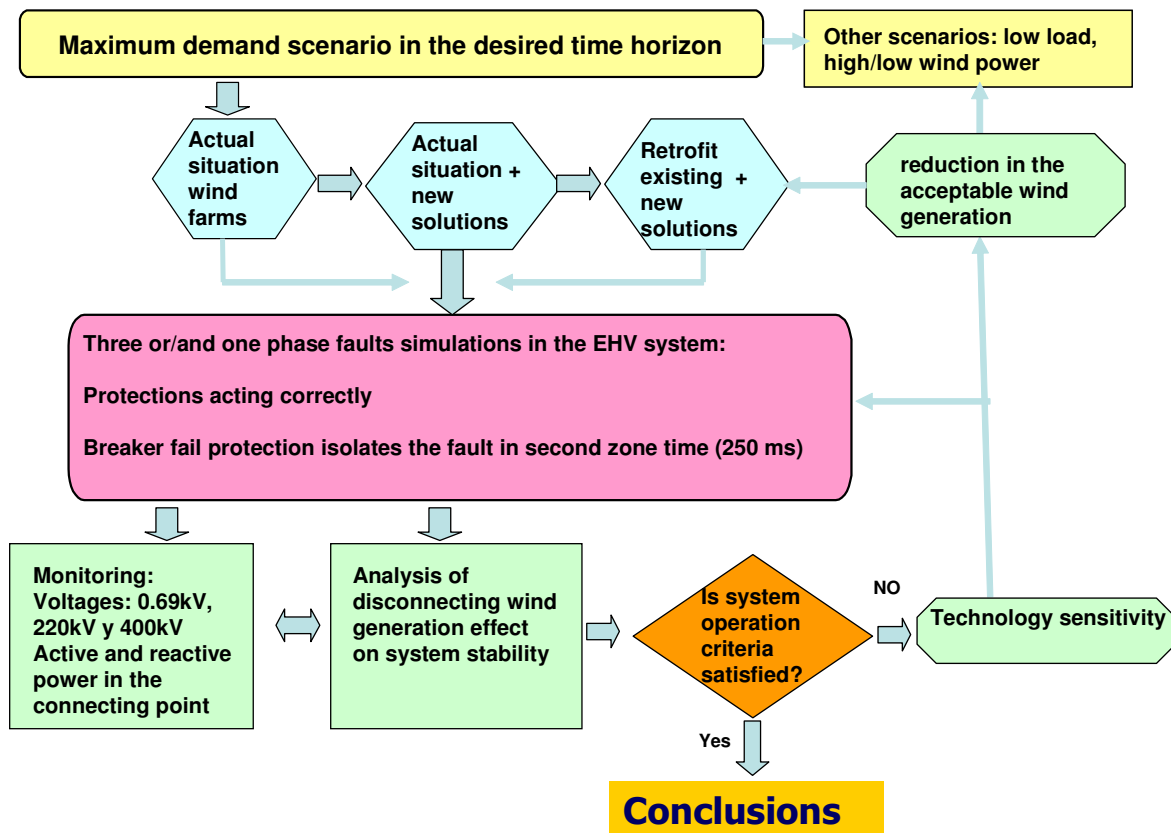 Maximum demand scenario in the desired time horizon
Other scenarios: low load,
high/low wind power
Actual
situation
wind
farms
Actual
situation +
new
solutions
Retrofit
existing +
new
solutions
reduction in the
acceptable wind
generation
Three or/and one phase faults simulations in the EHV system:
Protections acting correctly
Breaker fail protection isolates the fault in second zone time (250 ms)
Monitoring:
Voltages: 0.69kV,
220kV y 400kV
Active and reactive
power in the
connecting point
Analysis of
disconnecting wind
generation effect
on system stability
Is system
operation
criteria
satisfied?
NO
Technology sensitivity
Yes
Conclusions